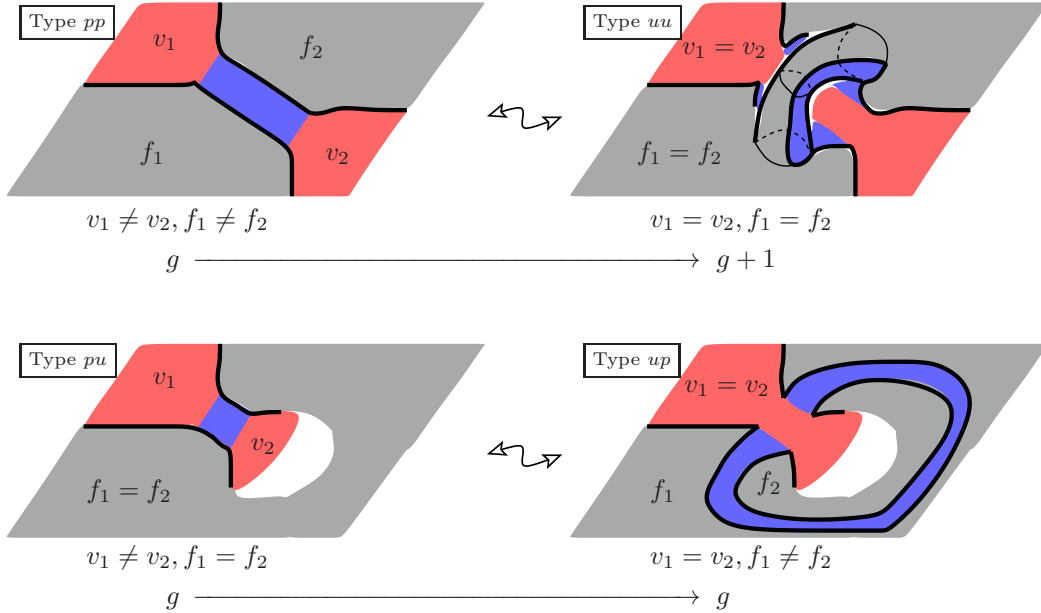 Type pp
v₁
f₂
f₁
v₂
v₁ ≠ v₂, f₁ ≠ f₂
Type uu
v₁ = v₂
f₁ = f₂
v₁ = v₂, f₁ = f₂
g
g + 1
Type pu
v₁
v₂
f₁ = f₂
v₁ ≠ v₂, f₁ = f₂
Type up
v₁ = v₂
f₁
f₂
v₁ = v₂, f₁ ≠ f₂
g
g